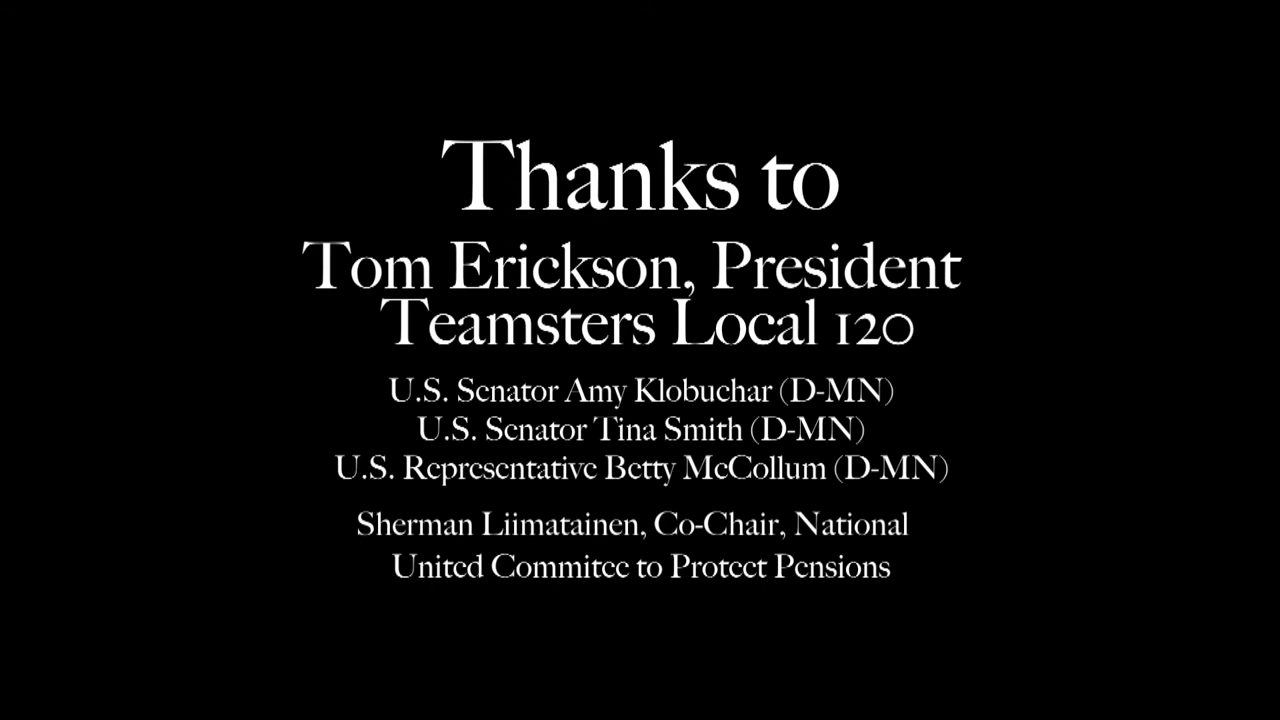 Thanks to
Tom Erickson, President
Teamsters Local 120
U.S. Senator Amy Klobuchar (D-MN)
U.S. Senator Tina Smith (D-MN)
U.S. Representative Betty McCollum (D-MN)
Sherman Liimatainen, Co-Chair, National
United Commitee to Protect Pensions